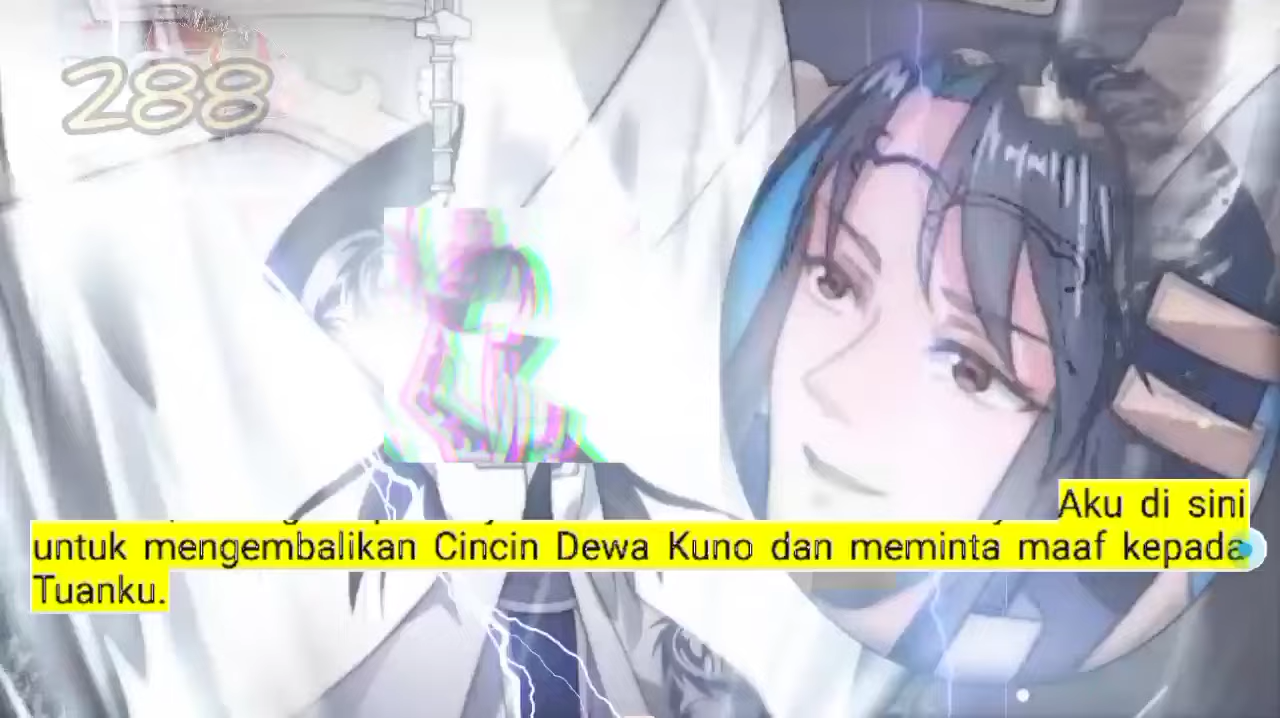 288
Aku di sini
untuk mengembalikan Cincin Dewa Kuno dan meminta maaf kepada
Tuanku.